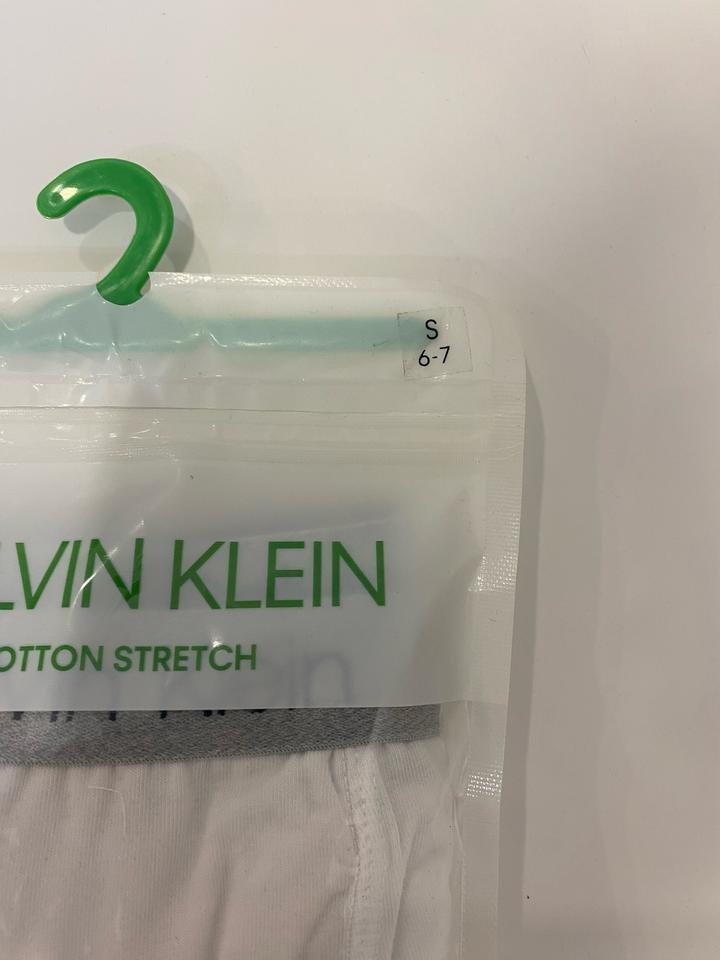 S
6-7
LVIN KLEIN
OTTON STRETCH